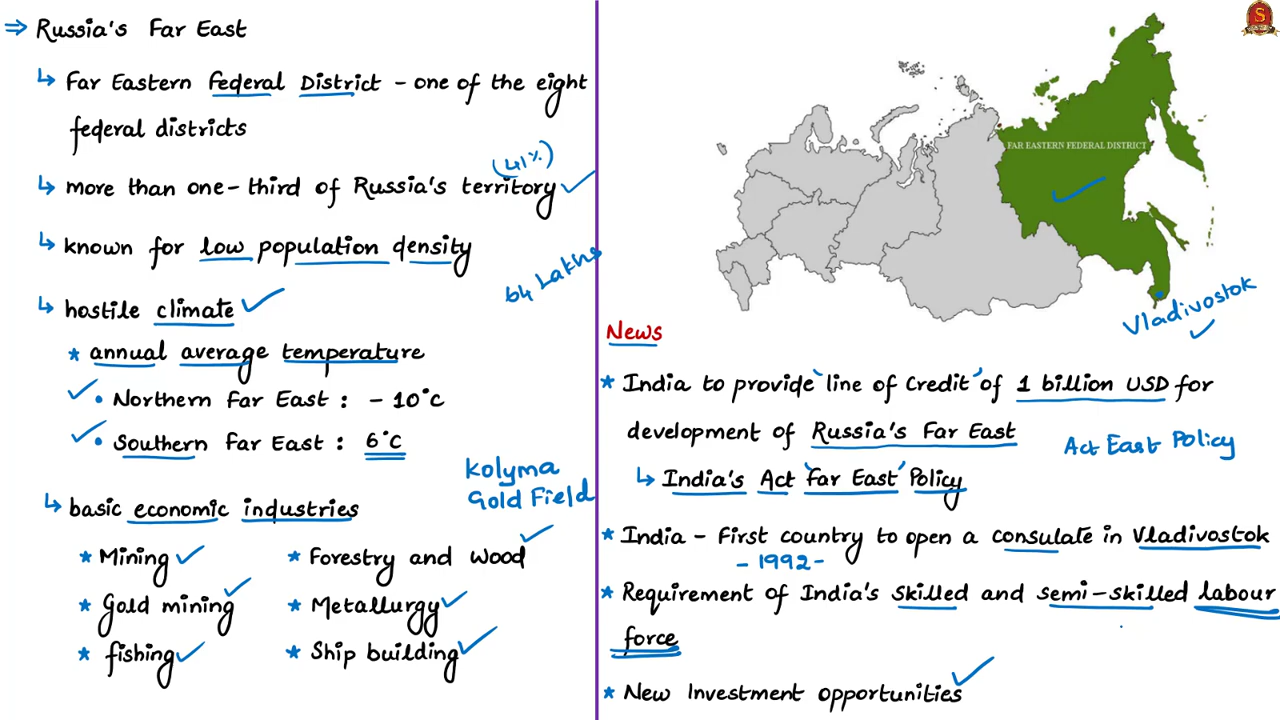 ⇒ Russia's Far East
↳ Far Eastern Federal District - one of the eight
federal districts
(41%)
↳ more than one-third of Russia's territory ✓
↳ known for low population density
64 Lakhs
↳ hostile climate ✓
* annual average temperature
✓ • Northern Far East : - 10°C
✓ • Southern Far East : 6°C
Kolyma
Gold Field
↳ basic economic industries
* Mining ✓
* Forestry and Wood ✓
* Gold mining ✓
* Metallurgy ✓
* fishing ✓
* Ship building ✓
FAR EASTERN FEDERAL DISTRICT
Vladivostok
News
* India to provide 'line of Credit' of 1 billion USD for
development of Russia's Far East
Act East Policy
↳ India's Act 'Far East' Policy
* India - First country to open a consulate in Vladivostok
- 1992 -
* Requirement of India's skilled and semi-skilled labour
force
* New Investment opportunities ✓
S